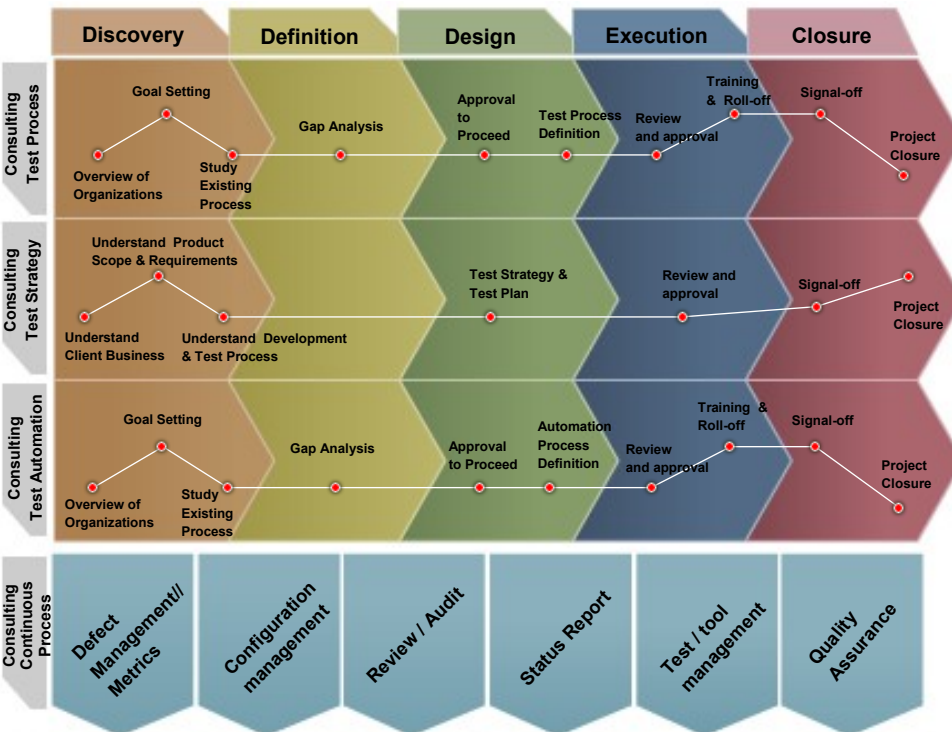 Discovery
Definition
Design
Execution
Closure
Consulting
Test Process
Goal Setting
Overview of
Organizations
Study
Existing
Process
Gap Analysis
Approval
to
Proceed
Test Process
Definition
Review
and approval
Training
& Roll-off
Signal-off
Project
Closure
Consulting
Test Strategy
Understand Product
Scope & Requirements
Understand
Client Business
Understand Development
& Test Process
Test Strategy &
Test Plan
Review and
approval
Signal-off
Project
Closure
Consulting
Test Automation
Goal Setting
Overview of
Organizations
Study
Existing
Process
Gap Analysis
Approval
to Proceed
Automation
Process
Definition
Review
and approval
Training &
Roll-off
Signal-off
Project
Closure
Consulting
Continuous
Process
Defect
Management//
Metrics
Configuration
management
Review / Audit
Status Report
Test / tool
management
Quality
Assurance